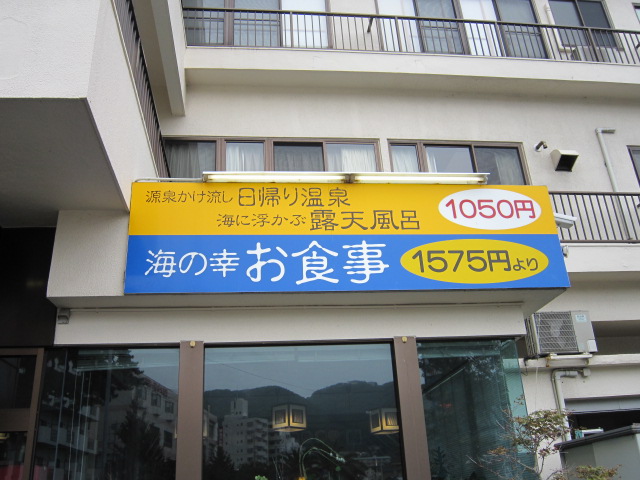 源泉かけ流し日帰り温泉
海に浮かぶ露天風呂 1050円
海の幸お食事 1575円より